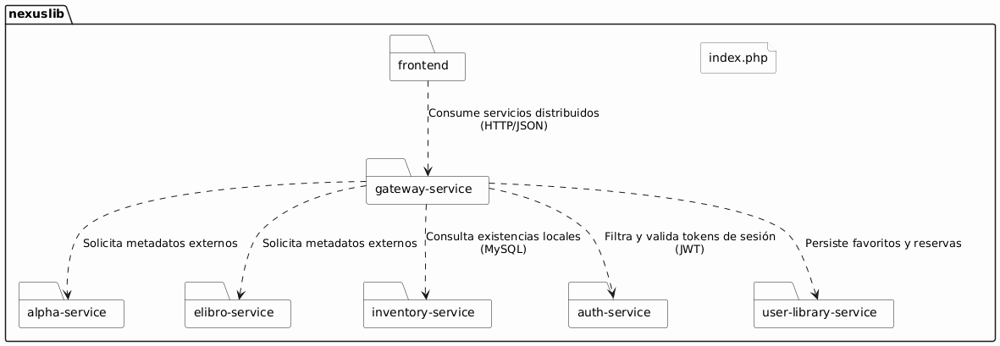 nexuslib
frontend
index.php
Consume servicios distribuidos
(HTTP/JSON)
gateway-service
Solicita metadatos externos
Solicita metadatos externos
Consulta existencias locales
(MySQL)
Filtra y valida tokens de sesión
(JWT)
Persiste favoritos y reservas
alpha-service
elibro-service
inventory-service
auth-service
user-library-service